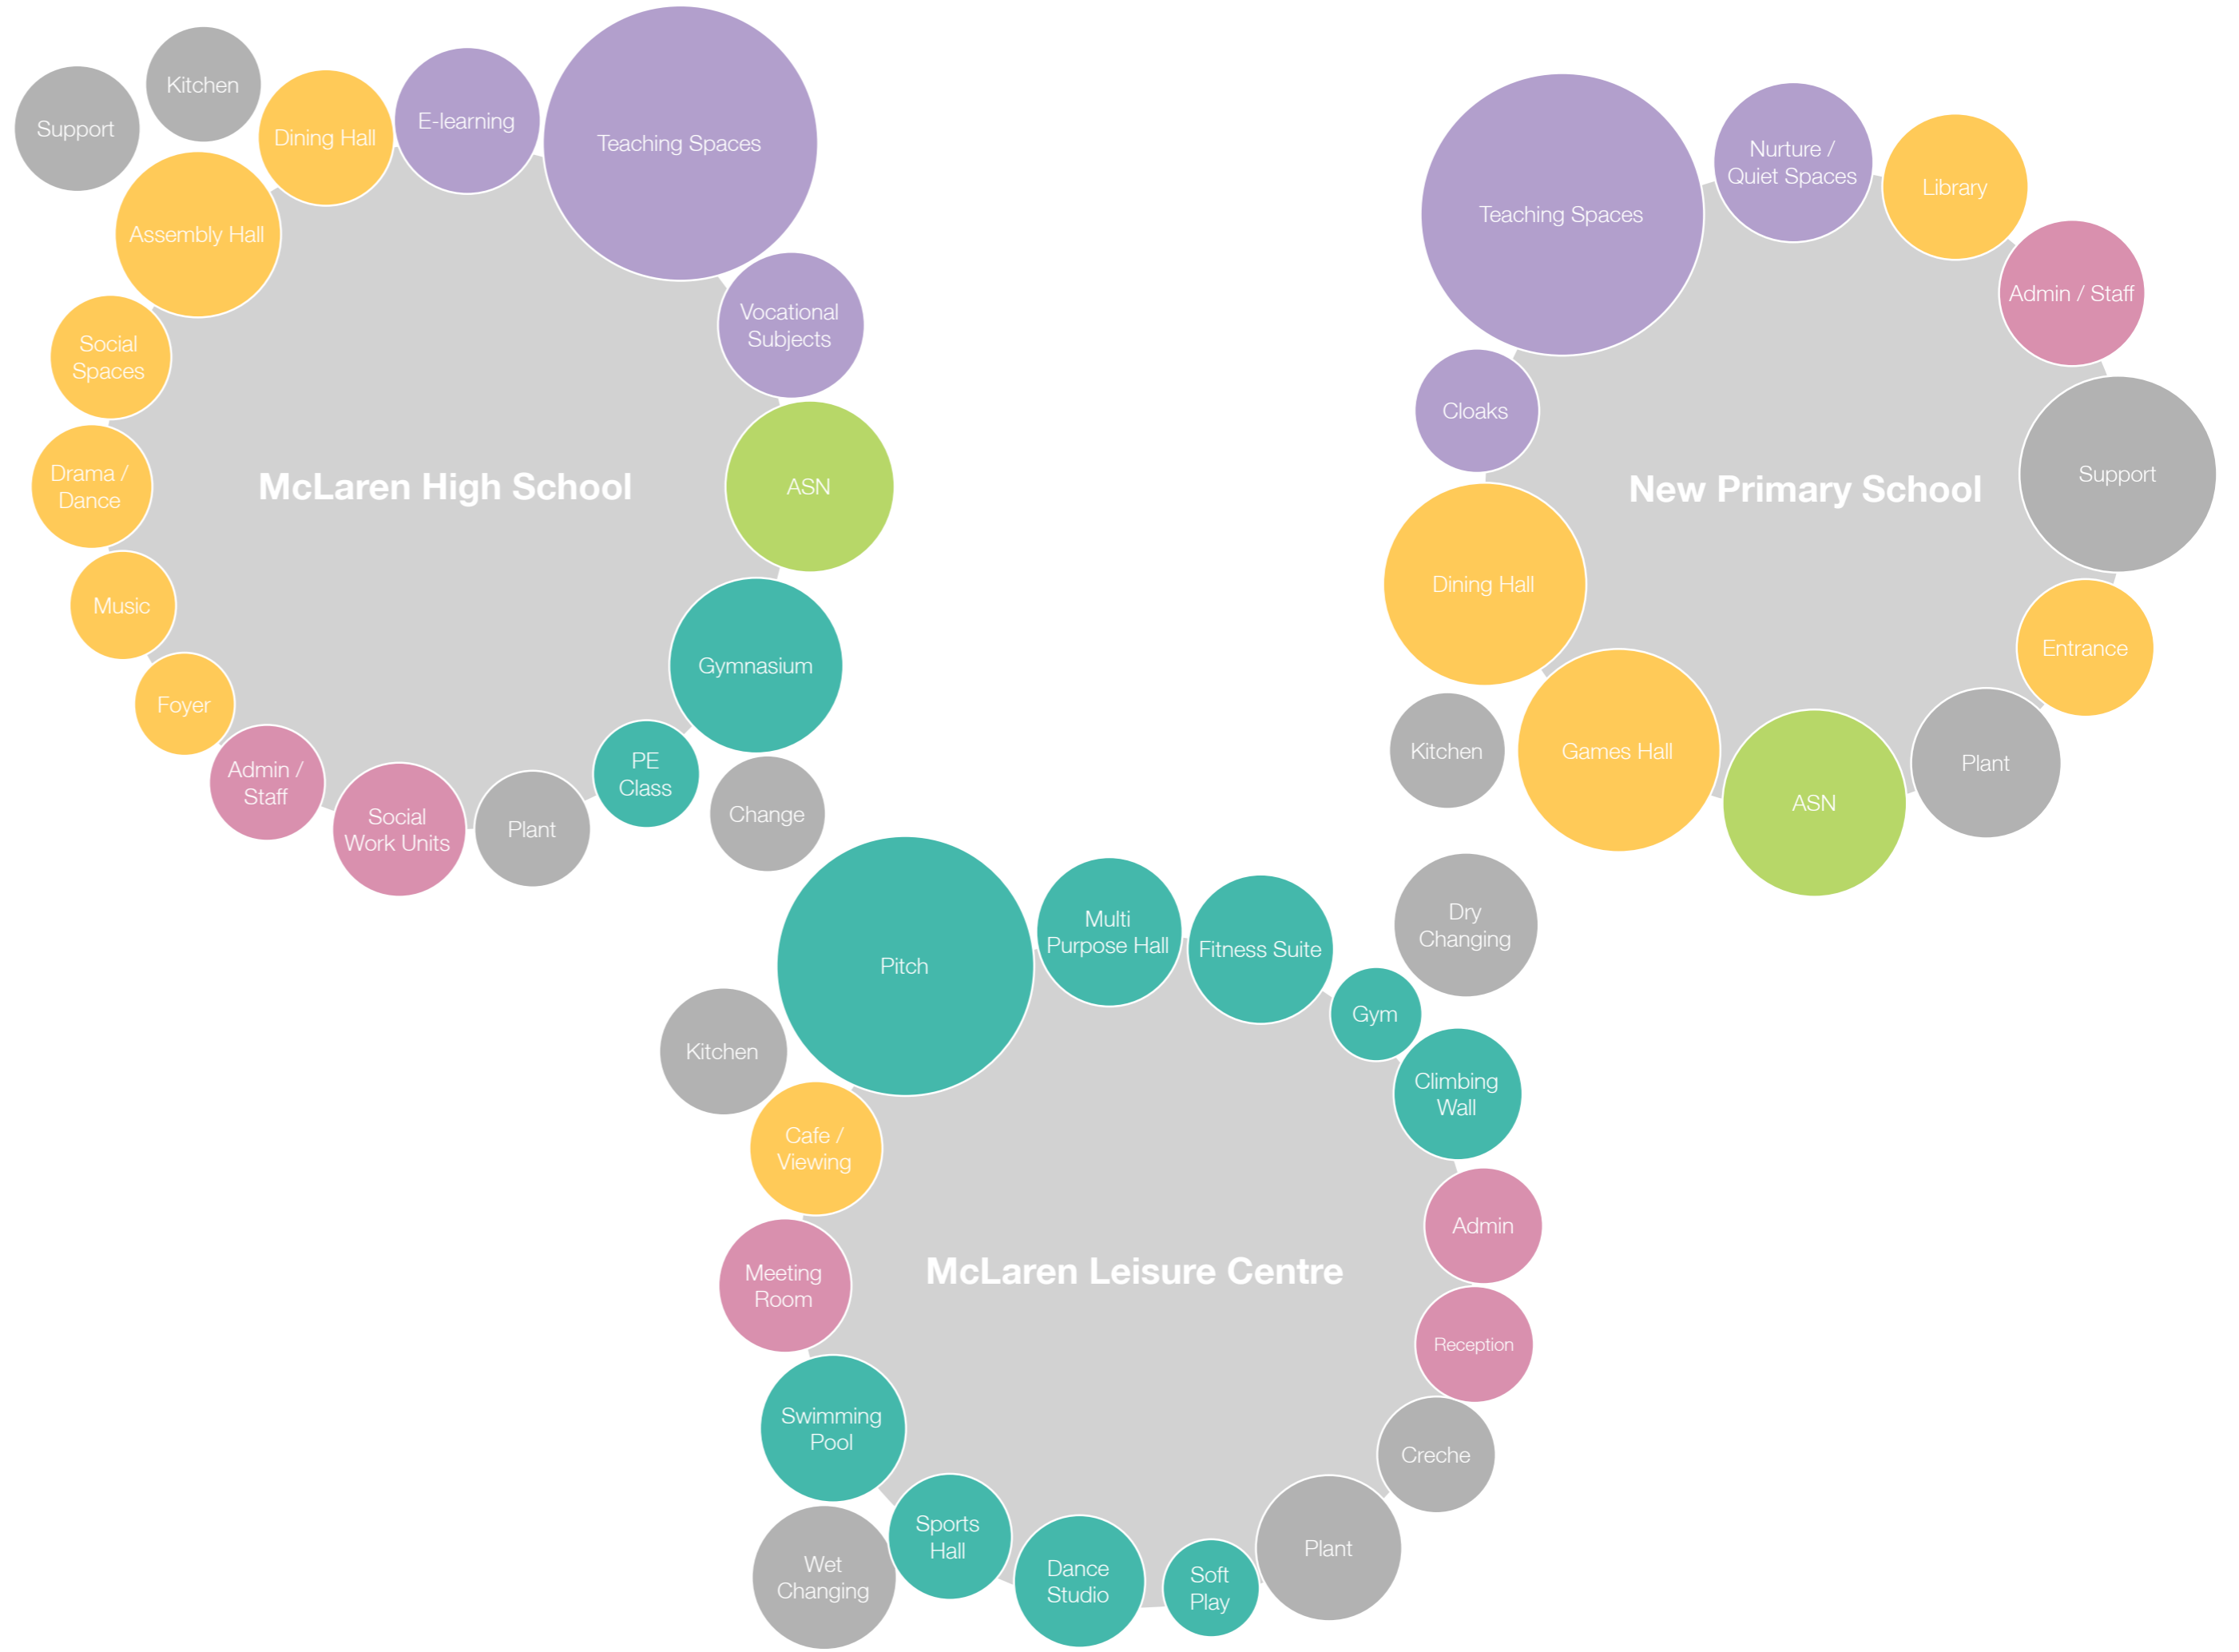 Support
Kitchen
Dining Hall
E-learning
Teaching Spaces
Assembly Hall
Vocational
Subjects
Social
Spaces
Drama /
Dance
McLaren High School
ASN
Music
Gymnasium
Foyer
Admin /
Staff
Social
Work Units
Plant
PE
Class
Change
Teaching Spaces
Nurture /
Quiet Spaces
Library
Admin / Staff
Cloaks
New Primary School
Support
Dining Hall
Entrance
Kitchen
Games Hall
ASN
Plant
Pitch
Multi
Purpose Hall
Fitness Suite
Dry
Changing
Gym
Kitchen
Climbing
Wall
Cafe /
Viewing
Admin
McLaren Leisure Centre
Meeting
Room
Reception
Swimming
Pool
Creche
Sports
Hall
Wet
Changing
Dance
Studio
Soft
Play
Plant